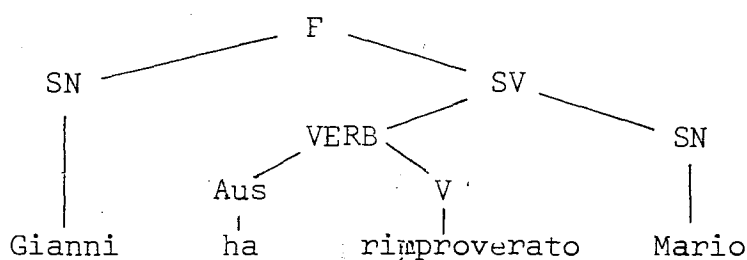 F
SN SV
VERB SN
Aus V
Gianni ha rimproverato Mario